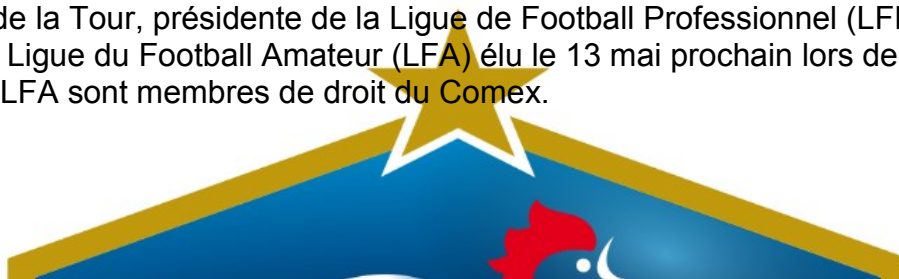 de la Tour, présidente de la Ligue de Football Professionnel (LF
Ligue du Football Amateur (LFA) élu le 13 mai prochain lors de
LFA sont membres de droit du Comex.